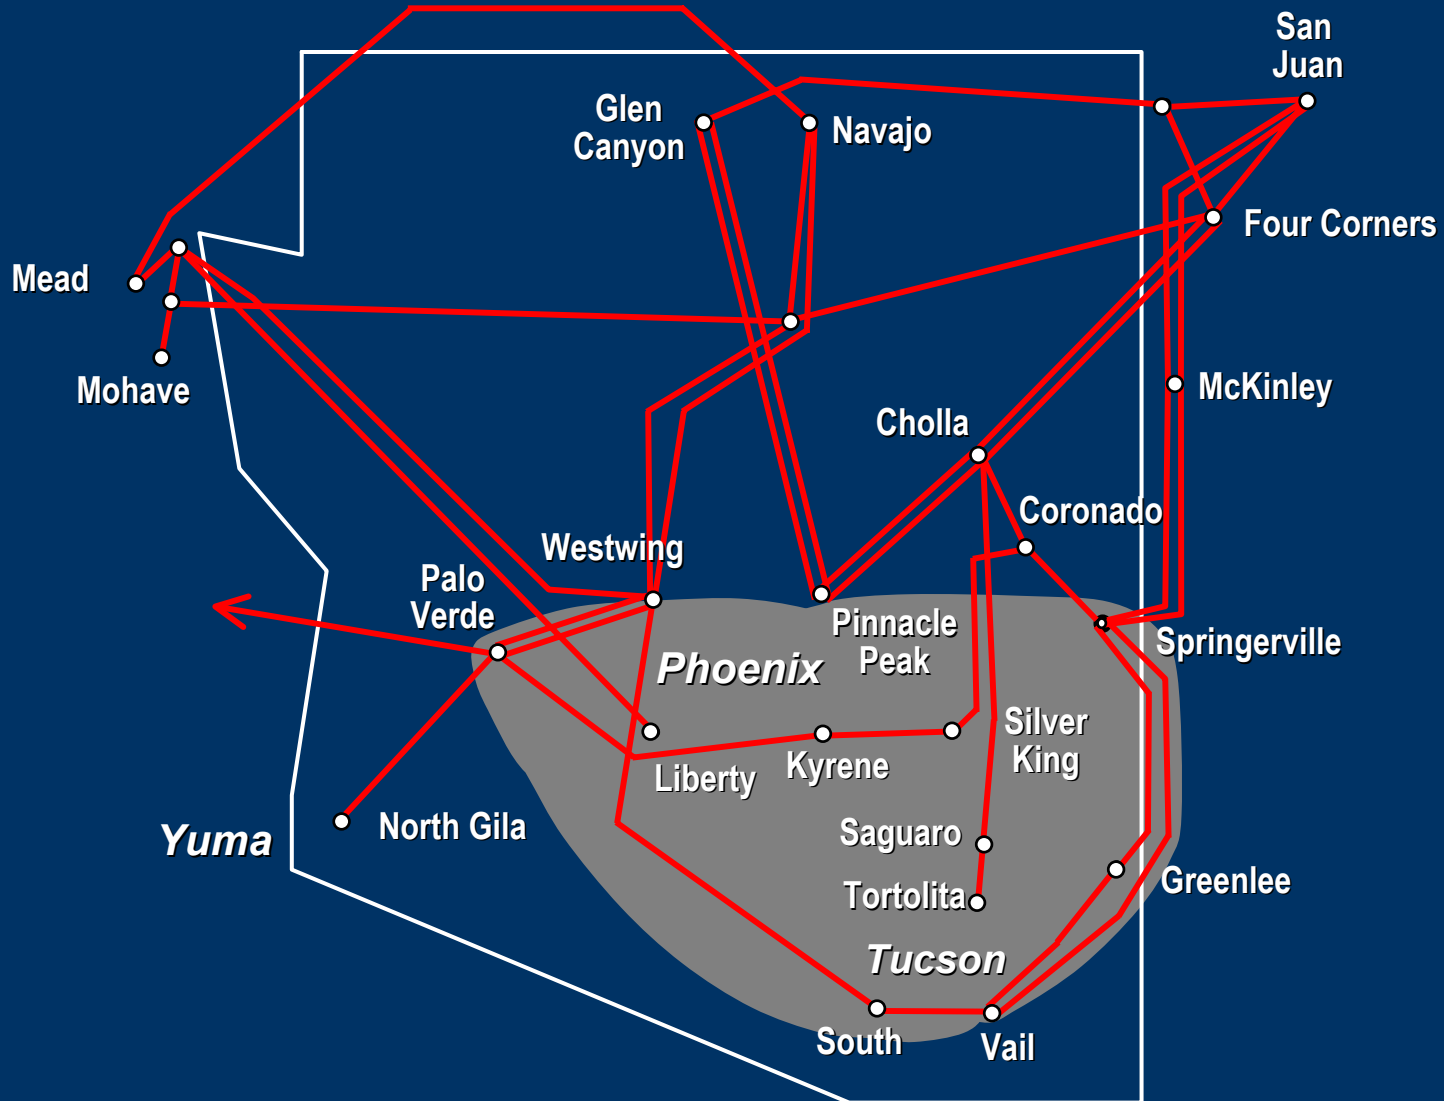 San
Juan
Glen
Canyon
Navajo
Four Corners
Mead
Mohave
McKinley
Cholla
Coronado
Westwing
Palo
Verde
Pinnacle
Peak
Springerville
Phoenix
Silver
King
Kyrene
Liberty
North Gila
Yuma
Saguaro
Greenlee
Tortolita
Tucson
South
Vail